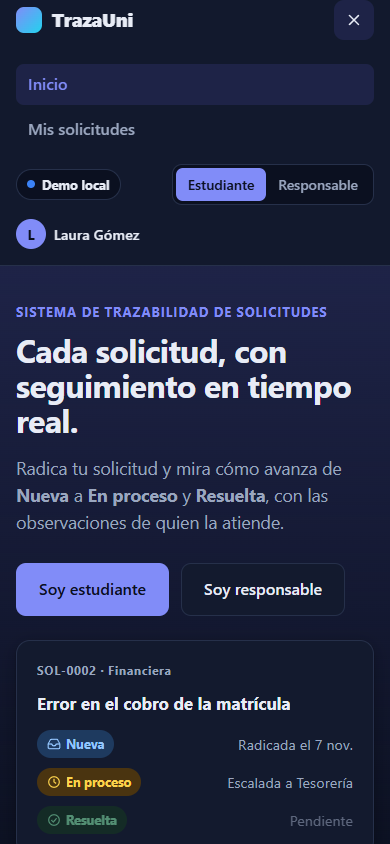 TrazaUni
Inicio
Mis solicitudes
Demo local
Estudiante
Responsable
L
Laura Gómez
SISTEMA DE TRAZABILIDAD DE SOLICITUDES
Cada solicitud, con
seguimiento en tiempo
real.
Radica tu solicitud y mira cómo avanza de
Nueva a En proceso y Resuelta, con las
observaciones de quien la atiende.
Soy estudiante
Soy responsable
SOL-0002 · Financiera
Error en el cobro de la matrícula
Nueva
Radicada el 7 nov.
En proceso
Escalada a Tesorería
Resuelta
Pendiente